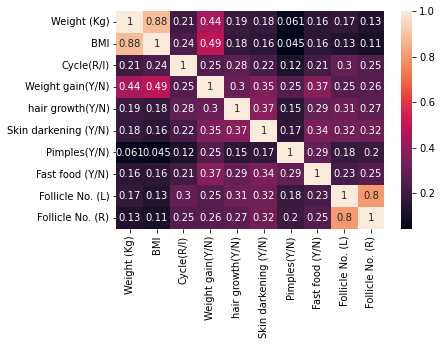 Weight (Kg) 1 0.88 0.21 0.44 0.19 0.18 0.061 0.16 0.17 0.13
BMI 0.88 1 0.24 0.49 0.18 0.16 0.045 0.16 0.13 0.11
Cycle(R/I) 0.21 0.24 1 0.25 0.28 0.22 0.12 0.21 0.3 0.25
Weight gain(Y/N) 0.44 0.49 0.25 1 0.3 0.35 0.25 0.37 0.25 0.26
hair growth(Y/N) 0.19 0.18 0.28 0.3 1 0.37 0.15 0.29 0.31 0.27
Skin darkening (Y/N) 0.18 0.16 0.22 0.35 0.37 1 0.17 0.34 0.32 0.32
Pimples(Y/N) 0.061 0.045 0.12 0.25 0.15 0.17 1 0.29 0.18 0.2
Fast food (Y/N) 0.16 0.16 0.21 0.37 0.29 0.34 0.29 1 0.23 0.25
Follicle No. (L) 0.17 0.13 0.3 0.25 0.31 0.32 0.18 0.23 1 0.8
Follicle No. (R) 0.13 0.11 0.25 0.26 0.27 0.32 0.2 0.25 0.8 1
Weight (Kg)
BMI
Cycle(R/I)
Weight gain(Y/N)
hair growth(Y/N)
Skin darkening (Y/N)
Pimples(Y/N)
Fast food (Y/N)
Follicle No. (L)
Follicle No. (R)
1.0
0.8
0.6
0.4
0.2